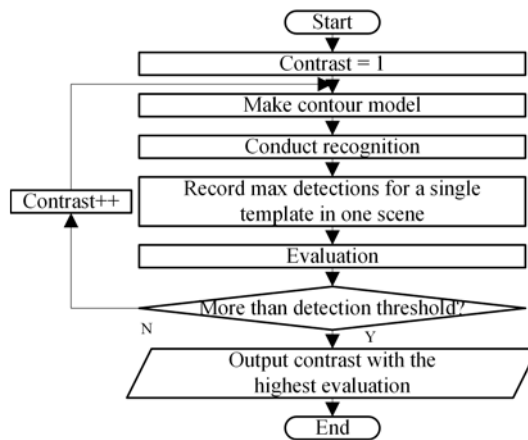 Start
Contrast = 1
Make contour model
Conduct recognition
Record max detections for a single
template in one scene
Contrast++
Evaluation
More than detection threshold?
N
Y
Output contrast with the
highest evaluation
End